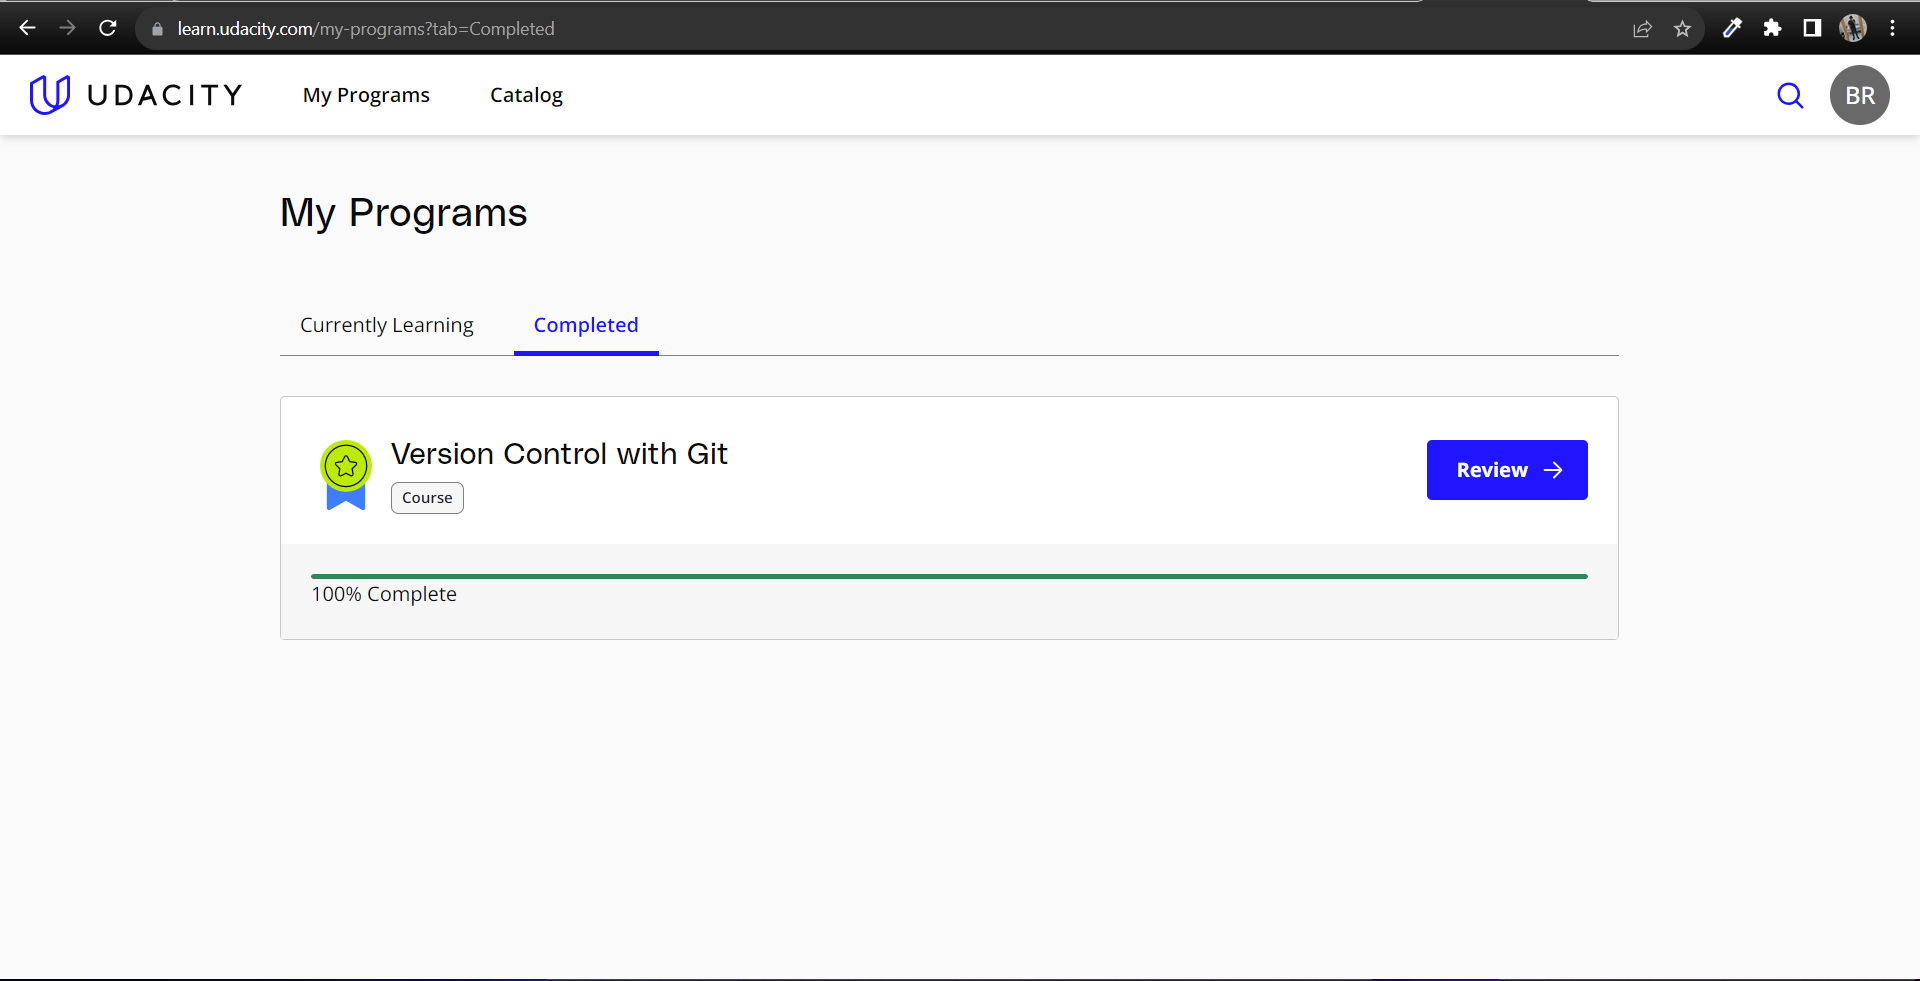 learn.udacity.com/my-programs?tab=Completed
UDACITY My Programs Catalog BR
My Programs
Currently Learning Completed
Version Control with Git
Course
Review
100% Complete